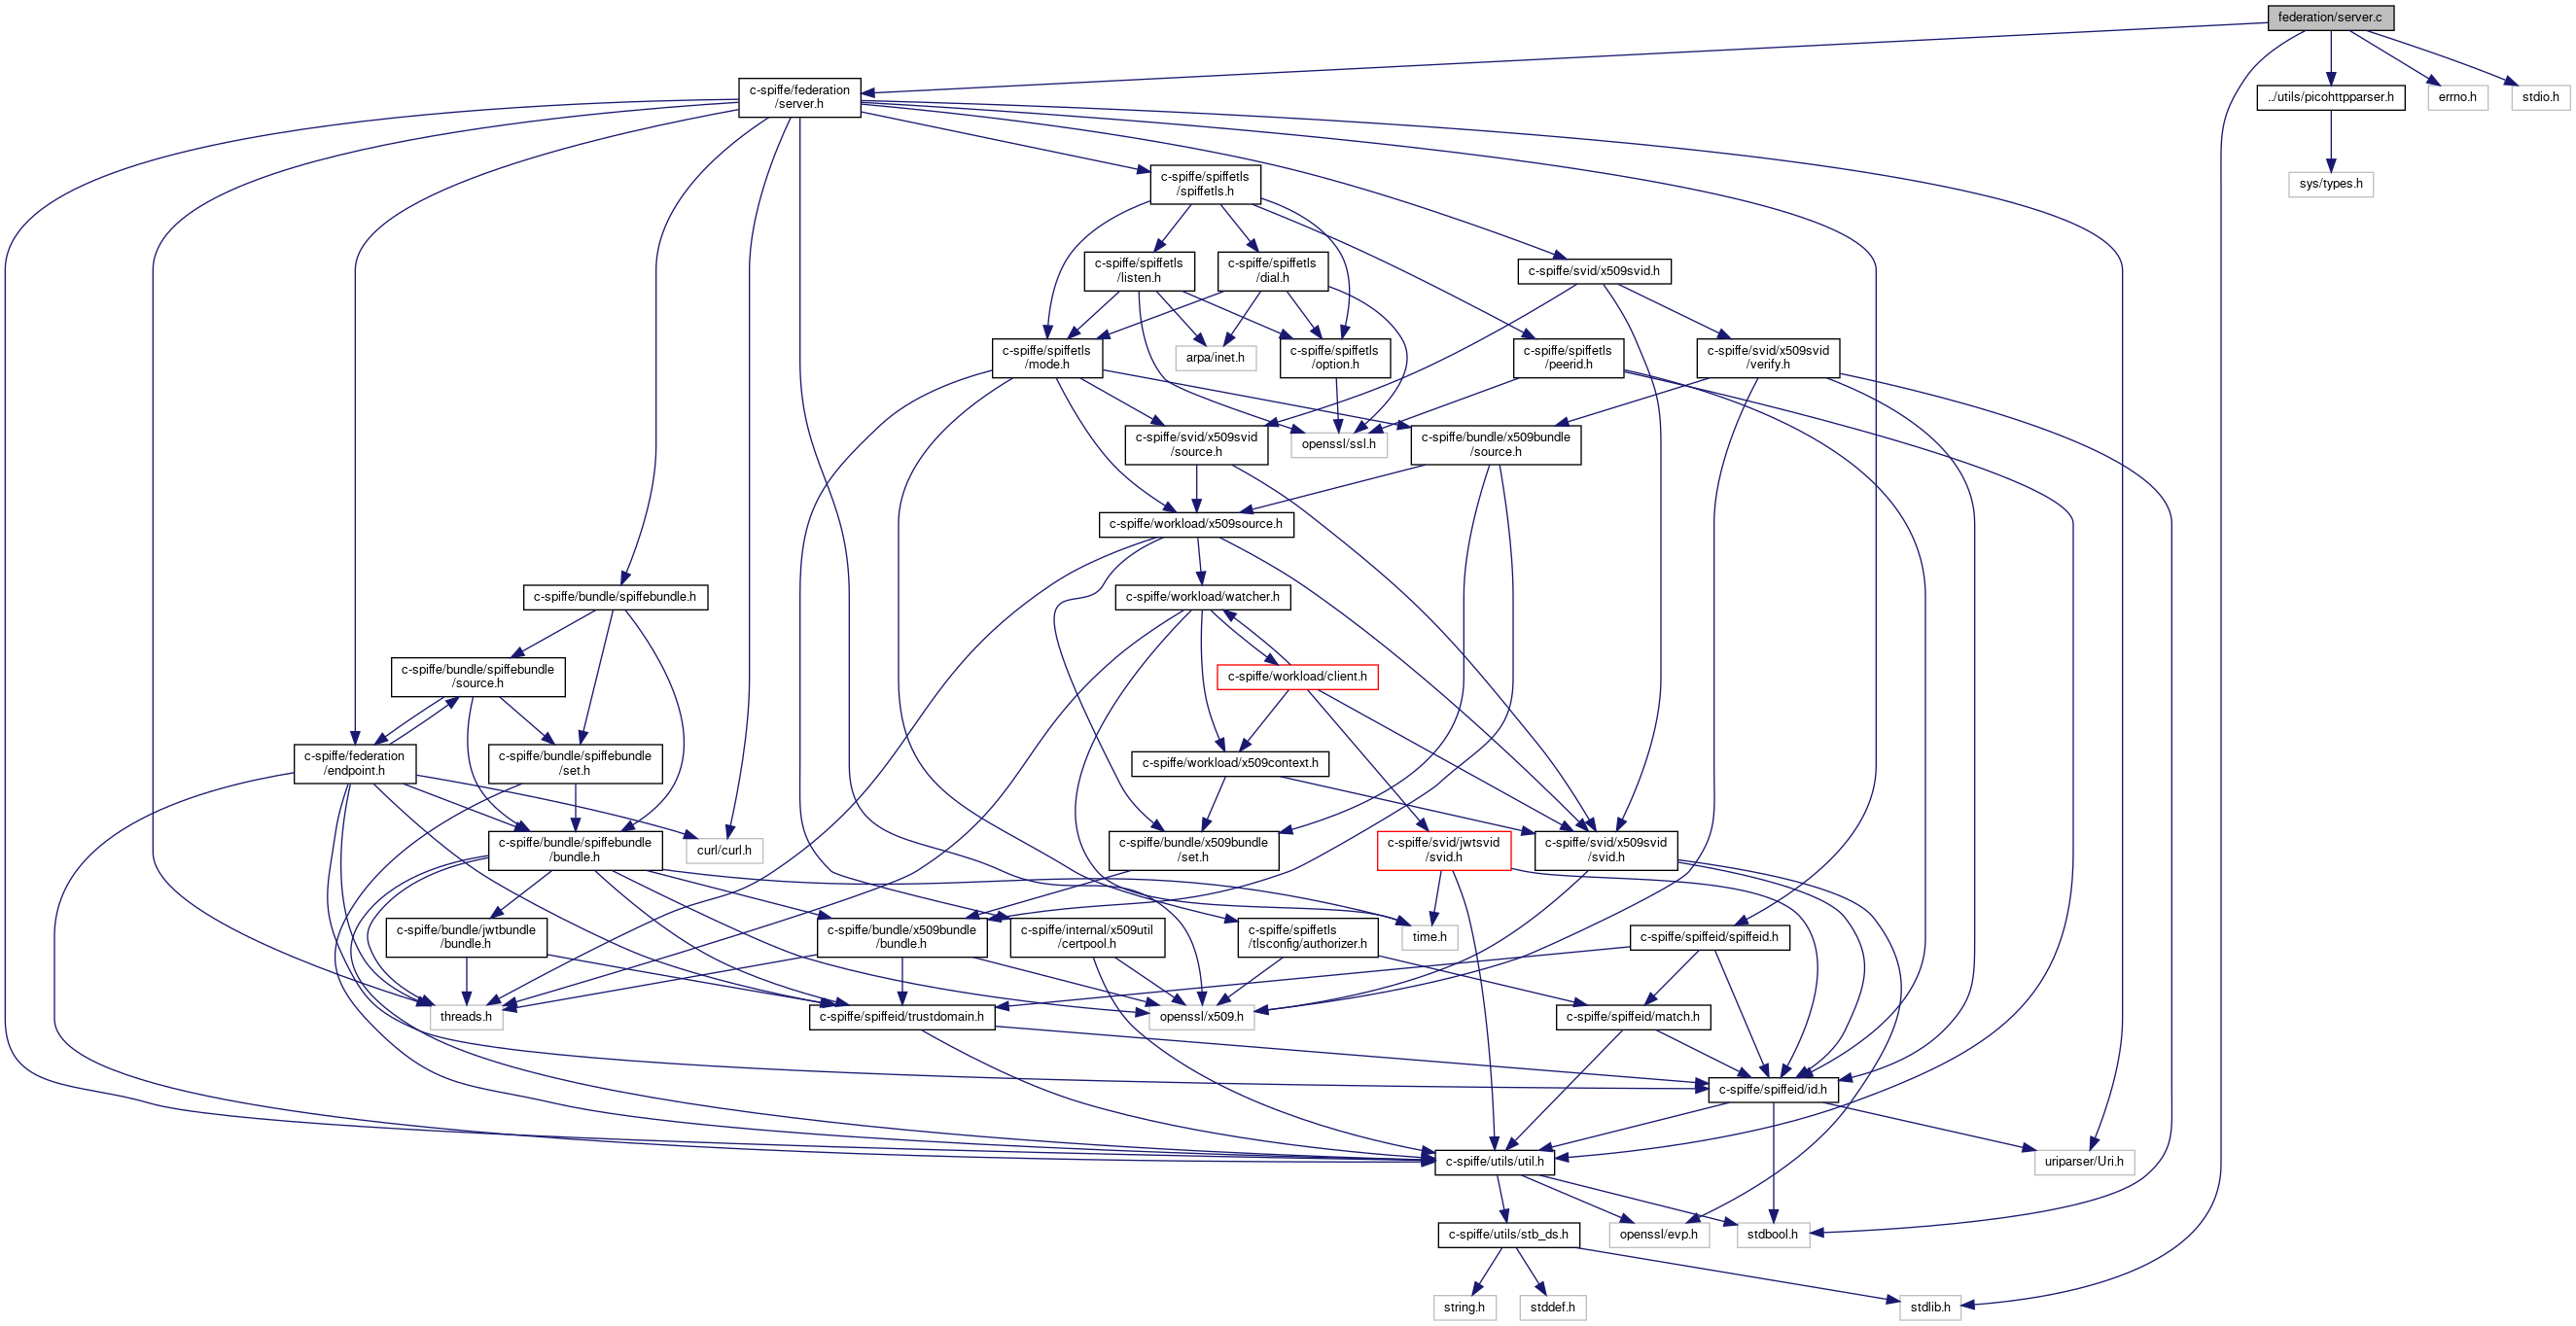 federation/server.c
c-spiffe/federation
/server.h
../utils/picohttpparser.h
errno.h
stdio.h
c-spiffe/spiffetls
/spiffetls.h
sys/types.h
c-spiffe/spiffetls
/listen.h
c-spiffe/spiffetls
/dial.h
c-spiffe/svid/x509svid.h
c-spiffe/spiffetls
/mode.h
arpa/inet.h
c-spiffe/spiffetls
/option.h
c-spiffe/spiffetls
/peerid.h
c-spiffe/svid/x509svid
/verify.h
c-spiffe/svid/x509svid
/source.h
openssl/ssl.h
c-spiffe/bundle/x509bundle
/source.h
c-spiffe/workload/x509source.h
c-spiffe/bundle/spiffebundle.h
c-spiffe/workload/watcher.h
c-spiffe/bundle/spiffebundle
/source.h
c-spiffe/workload/client.h
c-spiffe/federation
/endpoint.h
c-spiffe/bundle/spiffebundle
/set.h
c-spiffe/workload/x509context.h
c-spiffe/bundle/spiffebundle
/bundle.h
curl/curl.h
c-spiffe/bundle/x509bundle
/set.h
c-spiffe/svid/jwtsvid
/svid.h
c-spiffe/svid/x509svid
/svid.h
c-spiffe/bundle/jwtbundle
/bundle.h
c-spiffe/bundle/x509bundle
/bundle.h
c-spiffe/internal/x509util
/certpool.h
c-spiffe/spiffetls
/tlsconfig/authorizer.h
time.h
c-spiffe/spiffeid/spiffeid.h
threads.h
c-spiffe/spiffeid/trustdomain.h
openssl/x509.h
c-spiffe/spiffeid/match.h
c-spiffe/spiffeid/id.h
c-spiffe/utils/util.h
uriparser/Uri.h
c-spiffe/utils/stb_ds.h
openssl/evp.h
stdbool.h
string.h
stddef.h
stdlib.h